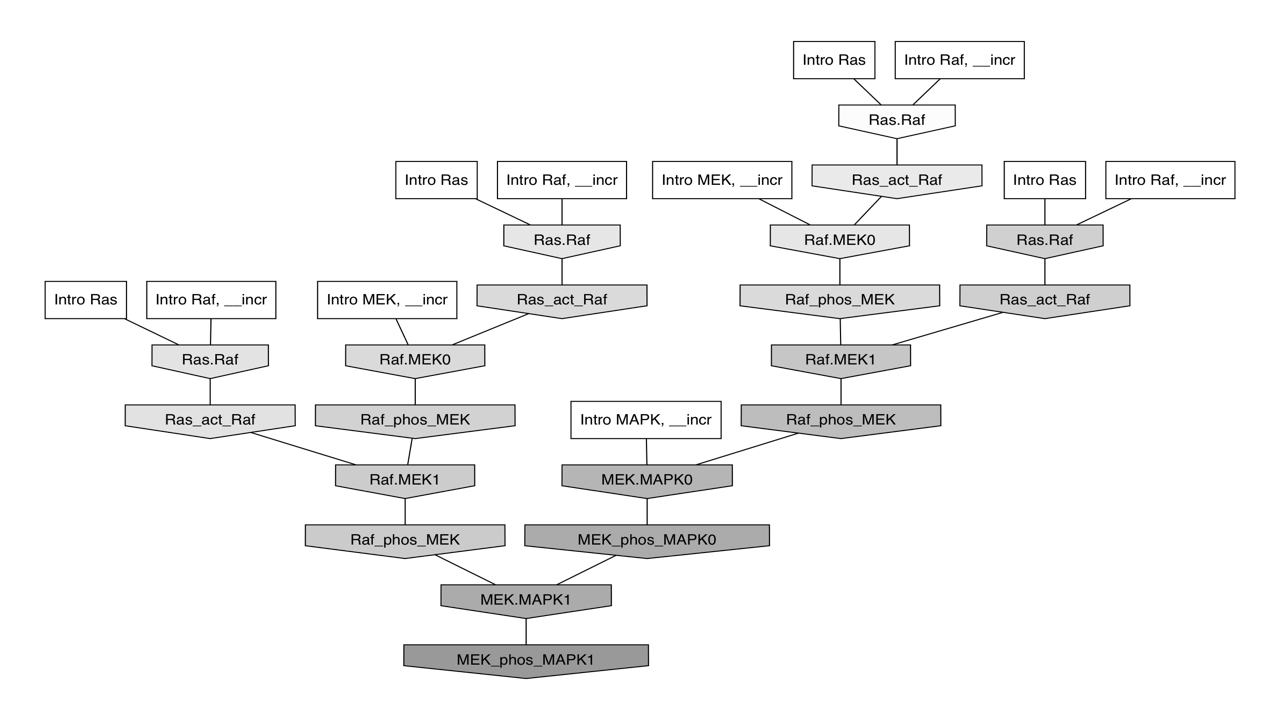 Intro Ras
Intro Raf, __incr
Ras.Raf
Intro Ras
Intro Raf, __incr
Intro MEK, __incr
Ras_act_Raf
Intro Ras
Intro Raf, __incr
Ras.Raf
Raf.MEK0
Ras.Raf
Intro Ras
Intro Raf, __incr
Intro MEK, __incr
Ras_act_Raf
Raf_phos_MEK
Ras_act_Raf
Ras.Raf
Raf.MEK0
Raf.MEK1
Ras_act_Raf
Raf_phos_MEK
Intro MAPK, __incr
Raf_phos_MEK
Raf.MEK1
MEK.MAPK0
Raf_phos_MEK
MEK_phos_MAPK0
MEK.MAPK1
MEK_phos_MAPK1